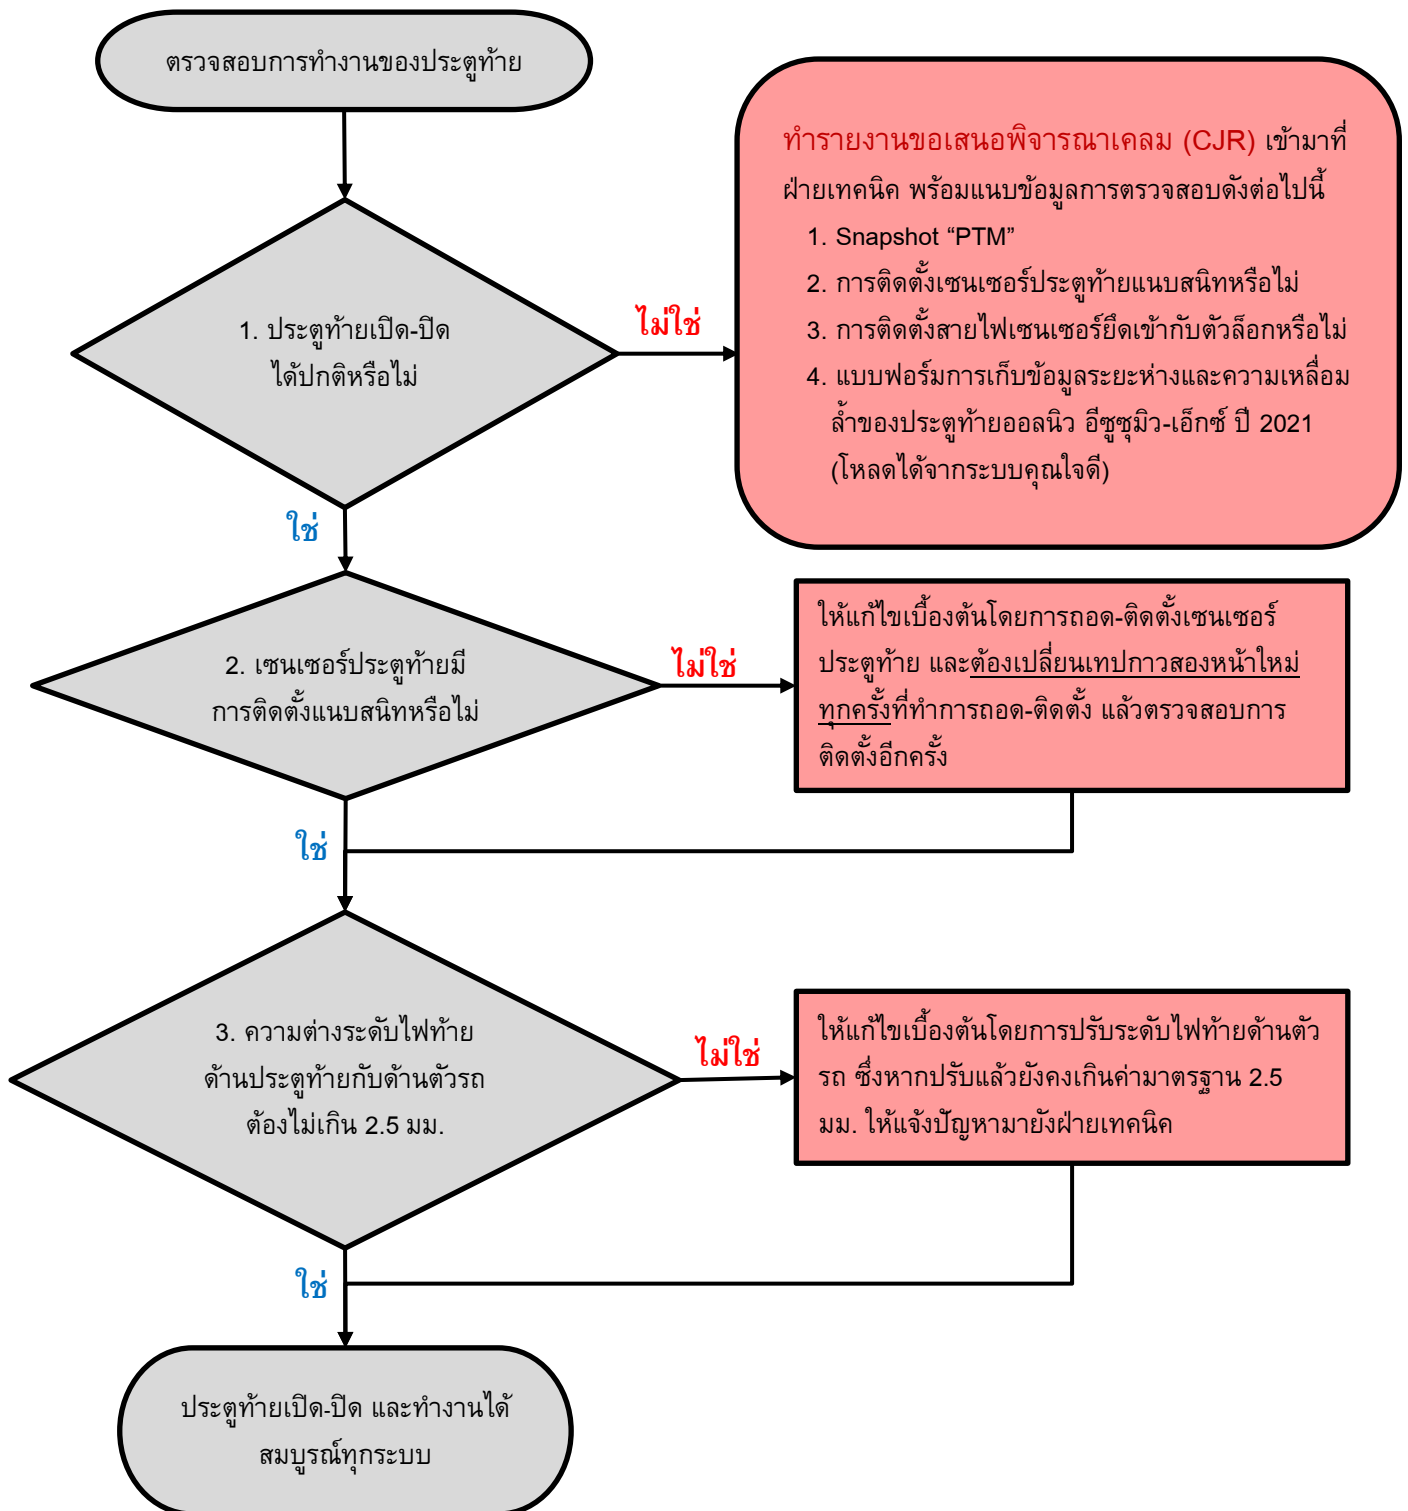 ตรวจสอบการทำงานของประตูท้าย
ทำรายงานขอเสนอพิจารณาเคลม (CJR) เข้ามาที่
ฝ่ายเทคนิค พร้อมแนบข้อมูลการตรวจสอบดังต่อไปนี้
1. Snapshot “PTM”
2. การติดตั้งเซนเซอร์ประตูท้ายแนบสนิทหรือไม่
3. การติดตั้งสายไฟเซนเซอร์ยึดเข้ากับตัวล็อกหรือไม่
4. แบบฟอร์มการเก็บข้อมูลระยะห่างและความเหลื่อม
ล้ำของประตูท้ายออลนิว อีซูซุมิว-เอ็กซ์ ปี 2021
(โหลดได้จากระบบคุณใจดี)
1. ประตูท้ายเปิด-ปิด
ได้ปกติหรือไม่
ไม่ใช่
ใช่
2. เซนเซอร์ประตูท้ายมี
การติดตั้งแนบสนิทหรือไม่
ไม่ใช่
ให้แก้ไขเบื้องต้นโดยการถอด-ติดตั้งเซนเซอร์
ประตูท้าย และต้องเปลี่ยนเทปกาวสองหน้าใหม่
ทุกครั้งที่ทำการถอด-ติดตั้ง แล้วตรวจสอบการ
ติดตั้งอีกครั้ง
ใช่
3. ความต่างระดับไฟท้าย
ด้านประตูท้ายกับด้านตัวรถ
ต้องไม่เกิน 2.5 มม.
ไม่ใช่
ให้แก้ไขเบื้องต้นโดยการปรับระดับไฟท้ายด้านตัว
รถ ซึ่งหากปรับแล้วยังคงเกินค่ามาตรฐาน 2.5
มม. ให้แจ้งปัญหามายังฝ่ายเทคนิค
ใช่
ประตูท้ายเปิด-ปิด และทำงานได้
สมบูรณ์ทุกระบบ